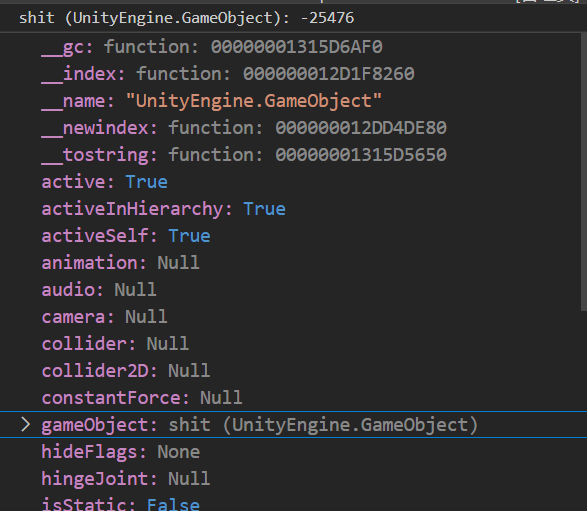 shit (UnityEngine.GameObject): -25476
__gc: function: 00000001315D6AF0
__index: function: 000000012D1F8260
__name: "UnityEngine.GameObject"
__newindex: function: 000000012DD4DE80
__tostring: function: 00000001315D5650
active: True
activeInHierarchy: True
activeSelf: True
animation: Null
audio: Null
camera: Null
collider: Null
collider2D: Null
constantForce: Null
gameObject: shit (UnityEngine.GameObject)
hideFlags: None
hingeJoint: Null
isStatic: False